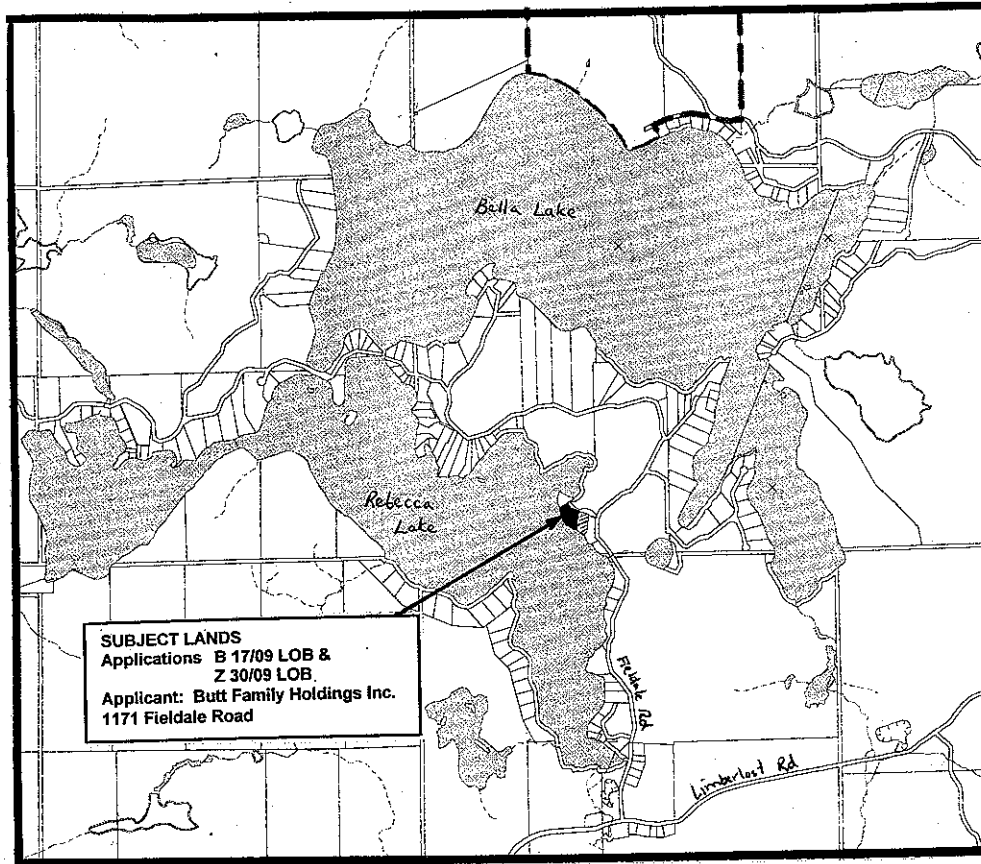 Bella Lake
Rebecca
Lake
SUBJECT LANDS
Applications B 17/09 LOB &
Z 30/09 LOB.
Applicant: Butt Family Holdings Inc.
1171 Fieldale Road
Fieldale Rd
Limberlost Rd